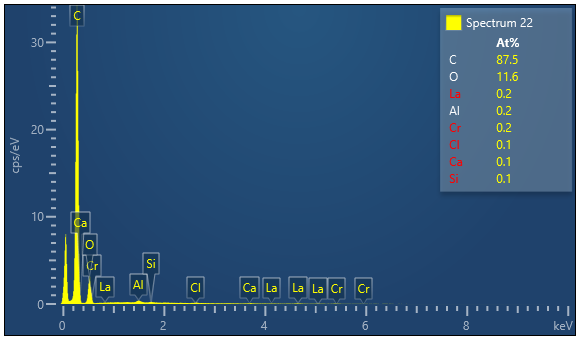 Spectrum 22
At%
C 87.5
O 11.6
La 0.2
Al 0.2
Cr 0.2
Cl 0.1
Ca 0.1
Si 0.1
cps/eV
30
20
10
0
C
Ca
O
Cr
La
Al
Si
Cl
Ca
La
La
La
Cr
Cr
0 2 4 6 8 keV